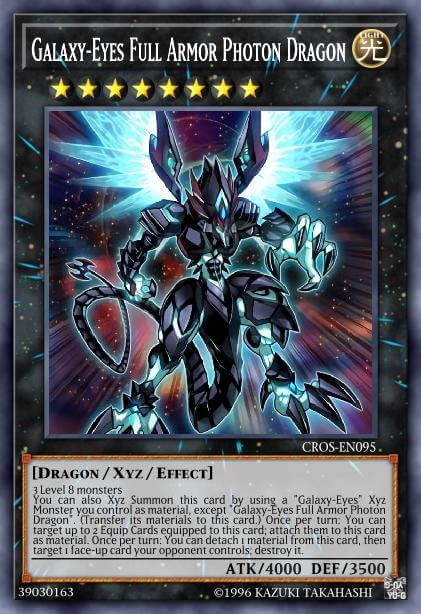 GALAXY-EYES FULL ARMOR PHOTON DRAGON
LIGHT
光
CROS-EN095
[DRAGON / XYZ / EFFECT]
3 Level 8 monsters
You can also Xyz Summon this card by using a "Galaxy-Eyes" Xyz
Monster you control as material, except "Galaxy-Eyes Full Armor Photon
Dragon". (Transfer its materials to this card.) Once per turn: You can
target up to 2 Equip Cards equipped to this card; attach them to this card
as material. Once per turn: You can detach 1 material from this card, then
target 1 face-up card your opponent controls; destroy it.
ATK/4000 DEF/3500
39030163
©1996 KAZUKI TAKAHASHI